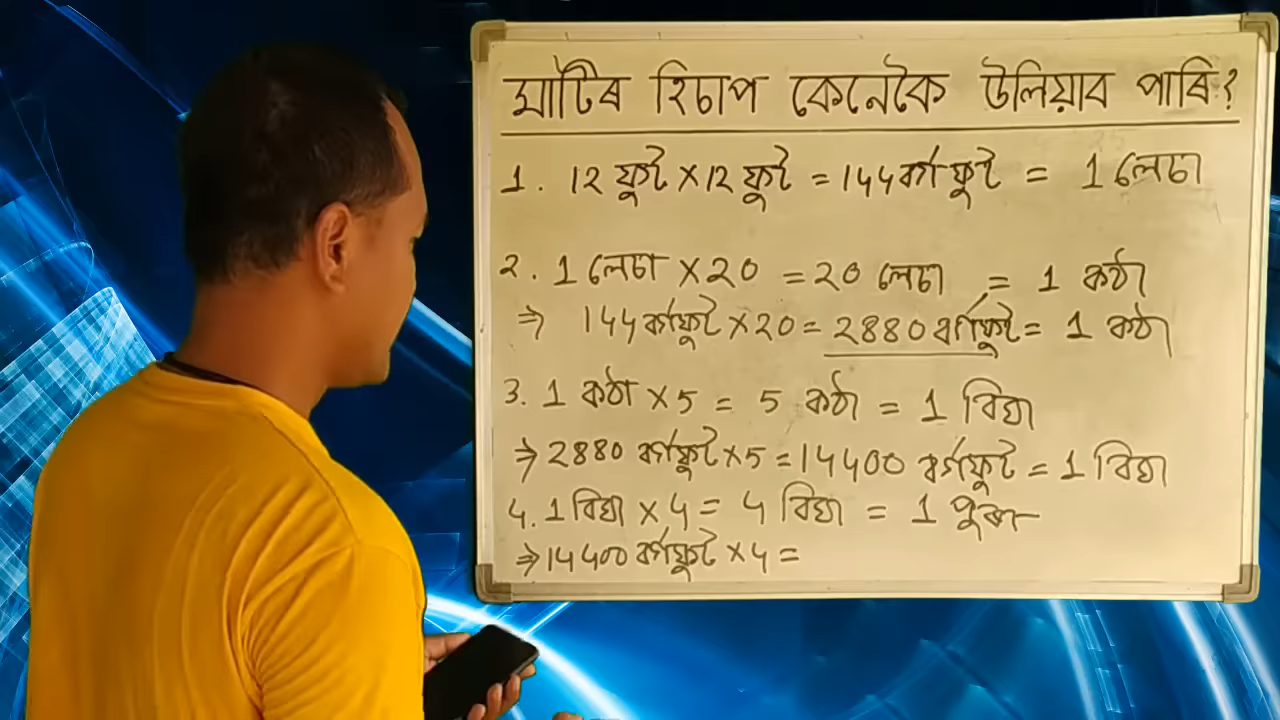 মাটিৰ হিচাপ কেনেকৈ উলিয়াব পাৰি?
1. 12 ফুট × 12 ফুট = 144 বৰ্গফুট = 1 লেচা
2. 1 লেচা × 20 = 20 লেচা = 1 কঠা
⇒ 144 বৰ্গফুট × 20 = 2880 বৰ্গফুট = 1 কঠা
3. 1 কঠা × 5 = 5 কঠা = 1 বিঘা
⇒ 2880 বৰ্গফুট × 5 = 14400 বৰ্গফুট = 1 বিঘা
4. 1 বিঘা × 4 = 4 বিঘা = 1 পুৰা
⇒ 14400 বৰ্গফুট × 4 =